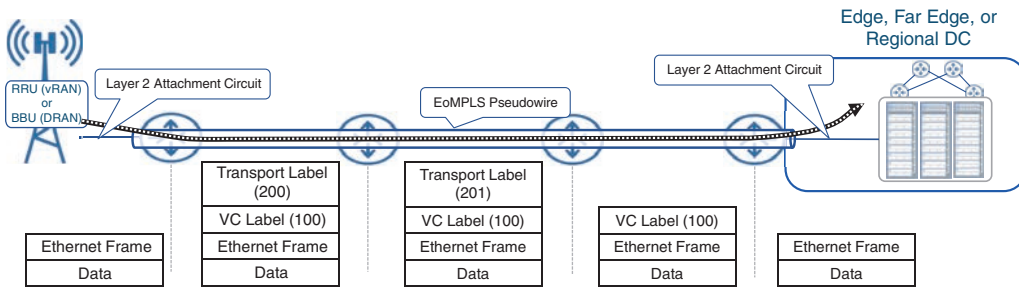 Edge, Far Edge, or
Regional DC
RRU (vRAN)
or
BBU (DRAN)
Layer 2 Attachment Circuit
EoMPLS Pseudowire
Layer 2 Attachment Circuit
Transport Label
(200)
VC Label (100)
Ethernet Frame
Data
Transport Label
(201)
VC Label (100)
Ethernet Frame
Data
VC Label (100)
Ethernet Frame
Data
Ethernet Frame
Data
Ethernet Frame
Data